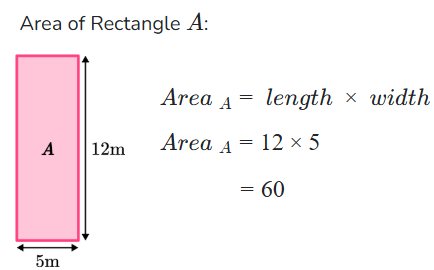 Area of Rectangle A:
Area A = length × width
A
12m
Area A = 12 × 5
= 60
5m